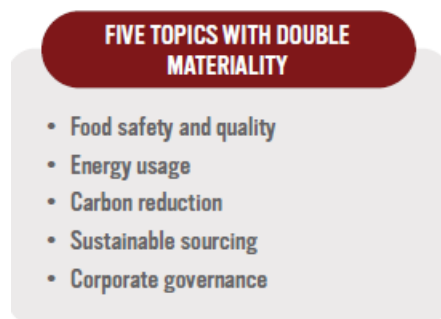 FIVE TOPICS WITH DOUBLE
MATERIALITY
• Food safety and quality
• Energy usage
• Carbon reduction
• Sustainable sourcing
• Corporate governance